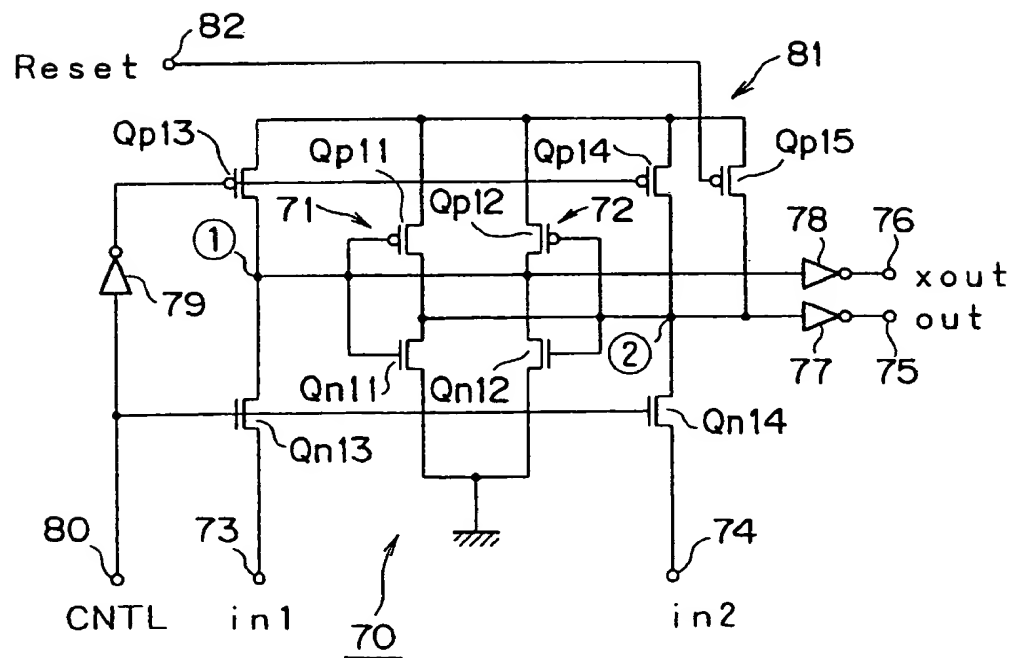 82
Reset
81
Qp13
Qp11
Qp14
Qp15
71
Qp12
72
78
76
1
xout
79
2
out
Qn11
Qn12
77
75
Qn13
Qn14
80
73
74
CNTL
in1
in2
70